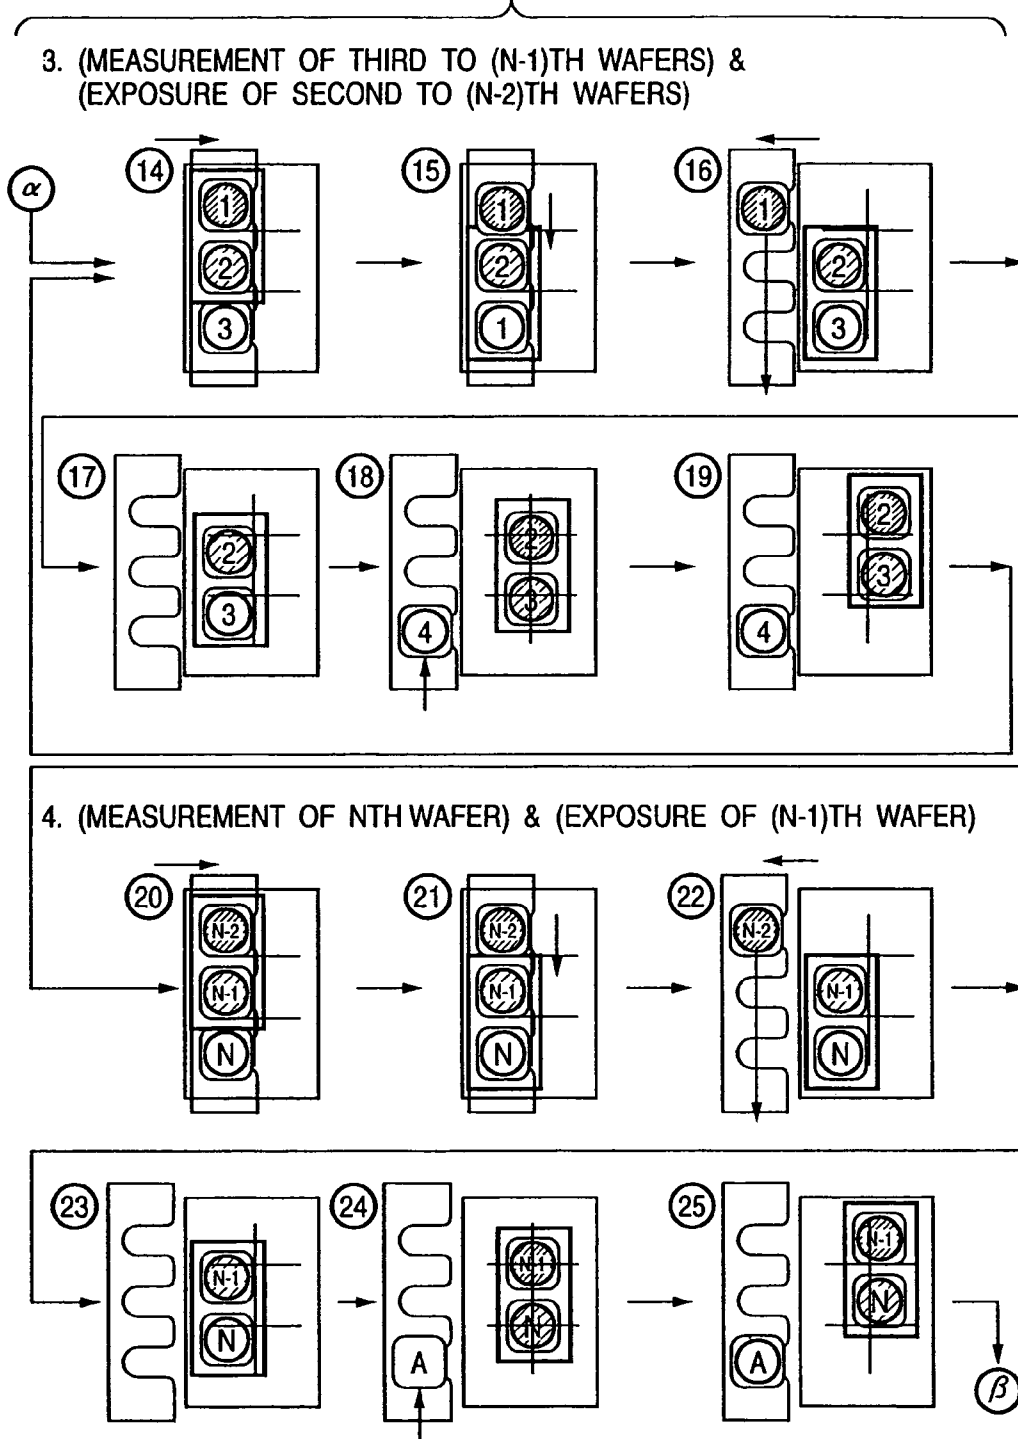 3. (MEASUREMENT OF THIRD TO (N-1)TH WAFERS) &
(EXPOSURE OF SECOND TO (N-2)TH WAFERS)
α
14
1
2
3
15
1
2
1
16
1
2
3
17
2
3
18
2
3
4
19
2
3
4
4. (MEASUREMENT OF NTH WAFER) & (EXPOSURE OF (N-1)TH WAFER)
20
N-2
N-1
N
21
N-2
N-1
N
22
N-2
N-1
N
23
N-1
N
24
N-1
N
A
25
N-1
N
A
β